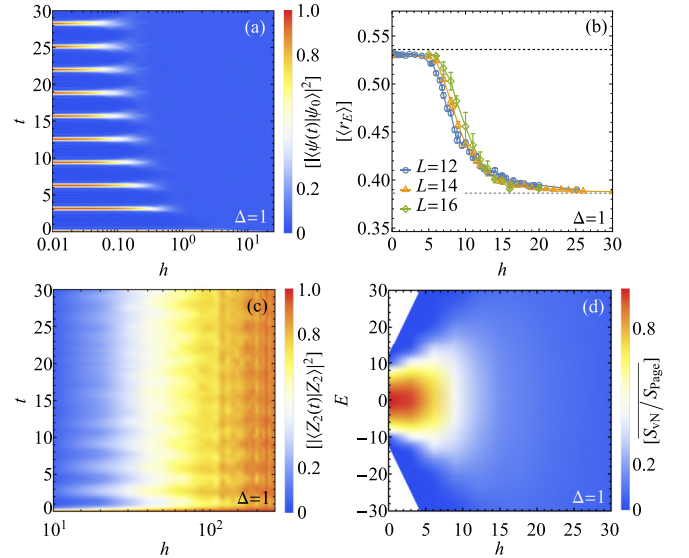 (a)
30
25
20
15
10
5
0
t
0.01
0.10
10⁰
10¹
h
Δ=1
1.0
0.8
0.6
0.4
0.2
0
[|⟨ψ(t)|ψ₀⟩|²]
(b)
0.57
0.53
0.49
0.45
0.41
0.35
[⟨r_E⟩]
L=12
L=14
L=16
Δ=1
0
5
10
15
20
25
30
h
(c)
30
25
20
15
10
5
0
t
10¹
10²
h
Δ=1
1.0
0.8
0.6
0.4
0.2
0
[|⟨Z₂(t)|Z₂⟩|²]
(d)
30
20
10
0
−10
−20
−30
E
0
5
10
15
20
25
30
h
Δ=1
0.8
0.6
0.4
0.2
0
[S_vN/S_Page]